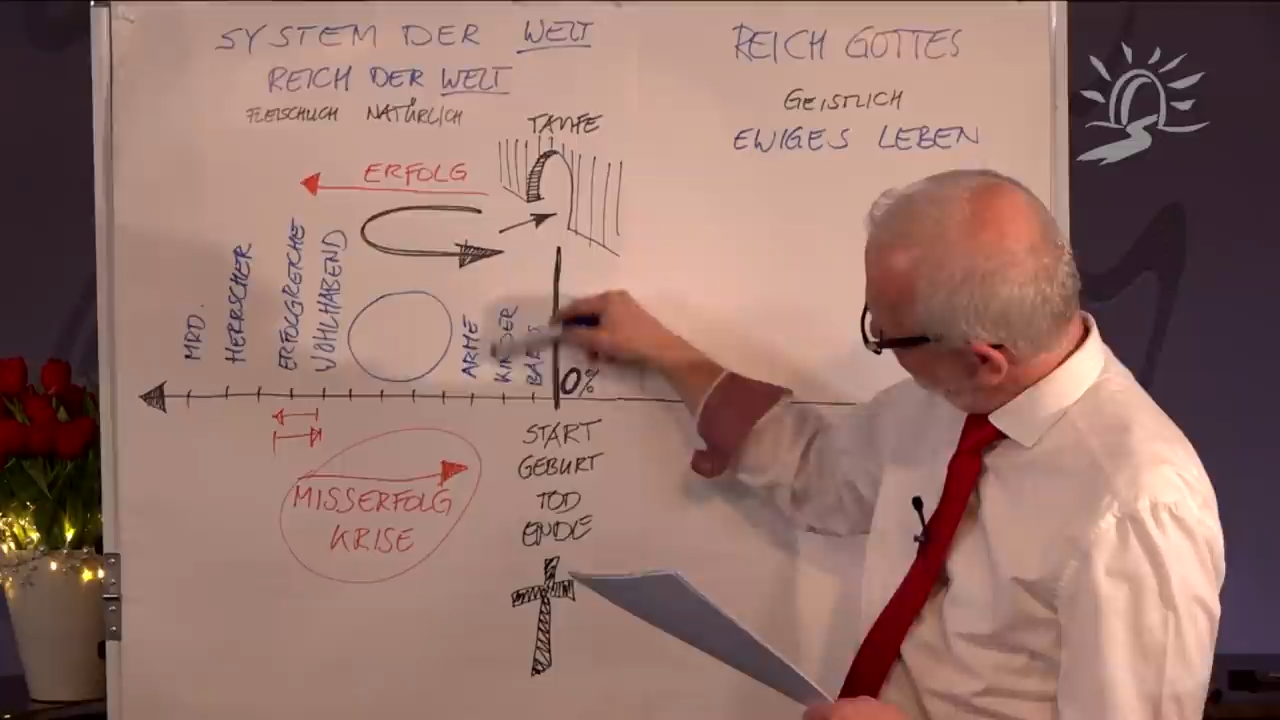 SYSTEM DER WELT
REICH DER WELT
FLEISCHLICH NATÜRLICH
TAUFE
ERFOLG
MRD.
HERRSCHER
ERFOLGREICHE
WOHLHABEND
ARME
KINDER
0%
START
GEBURT
TOD
ENDE
MISSERFOLG
KRISE
REICH GOTTES
GEISTLICH
EWIGES LEBEN